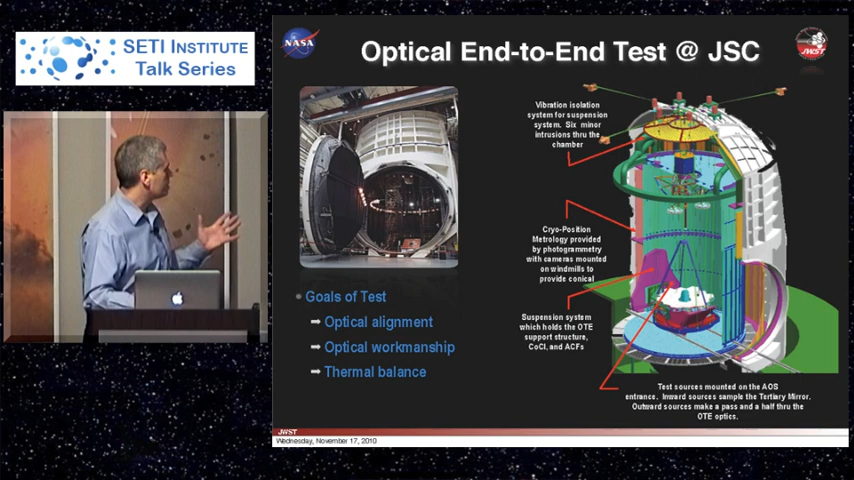 SETI INSTITUTE
Talk Series
NASA
Optical End-to-End Test @ JSC
JWST
Vibration isolation
system for suspension
system. Six minor
intrusions thru the
chamber
Cryo-Position
Metrology provided
by photogrammetry
with cameras mounted
on windmills to
provide conical
Suspension system
which holds the OTE
support structure,
CoCI, and ACFs
Goals of Test
➡ Optical alignment
➡ Optical workmanship
➡ Thermal balance
Test sources mounted on the AOS
entrance. Inward sources sample the Tertiary Mirror.
Outward sources make a pass and a half thru the
OTE optics.
JWST
Wednesday, November 17, 2010